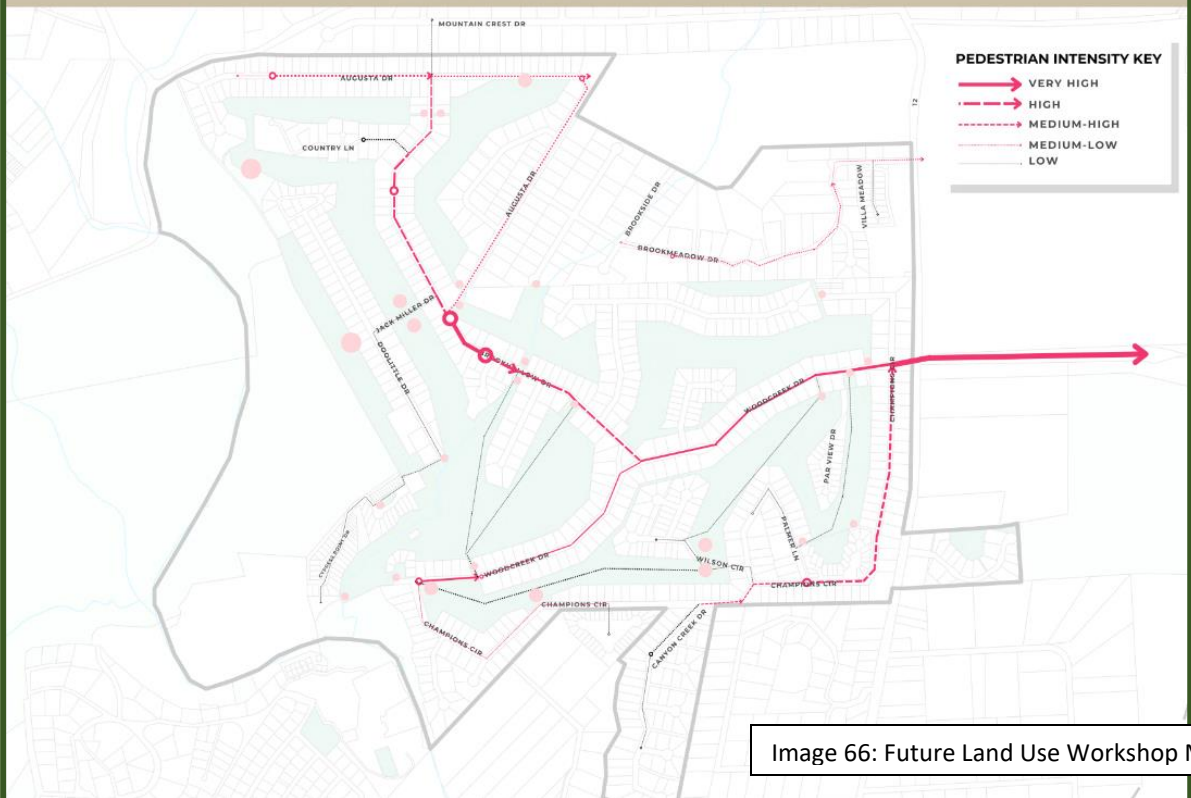 MOUNTAIN CREST DR
PEDESTRIAN INTENSITY KEY
VERY HIGH
HIGH
MEDIUM-HIGH
MEDIUM-LOW
LOW
AUGUSTA DR
12
COUNTRY LN
AUGUSTA DR
BROOKSIDE DR
VILLA MEADOW
BROOKMEADOW DR
JACK MILLER DR
DOOLITTLE DR
WOODCREEK DR
PAR VIEW DR
PALMER LN
CYPRESS POINT DR
WOODCREEK DR
WILSON CIR
CHAMPIONS CIR
CHAMPIONS CIR
CHAMPIONS CIR
CANYON CREEK DR
Image 66: Future Land Use Workshop